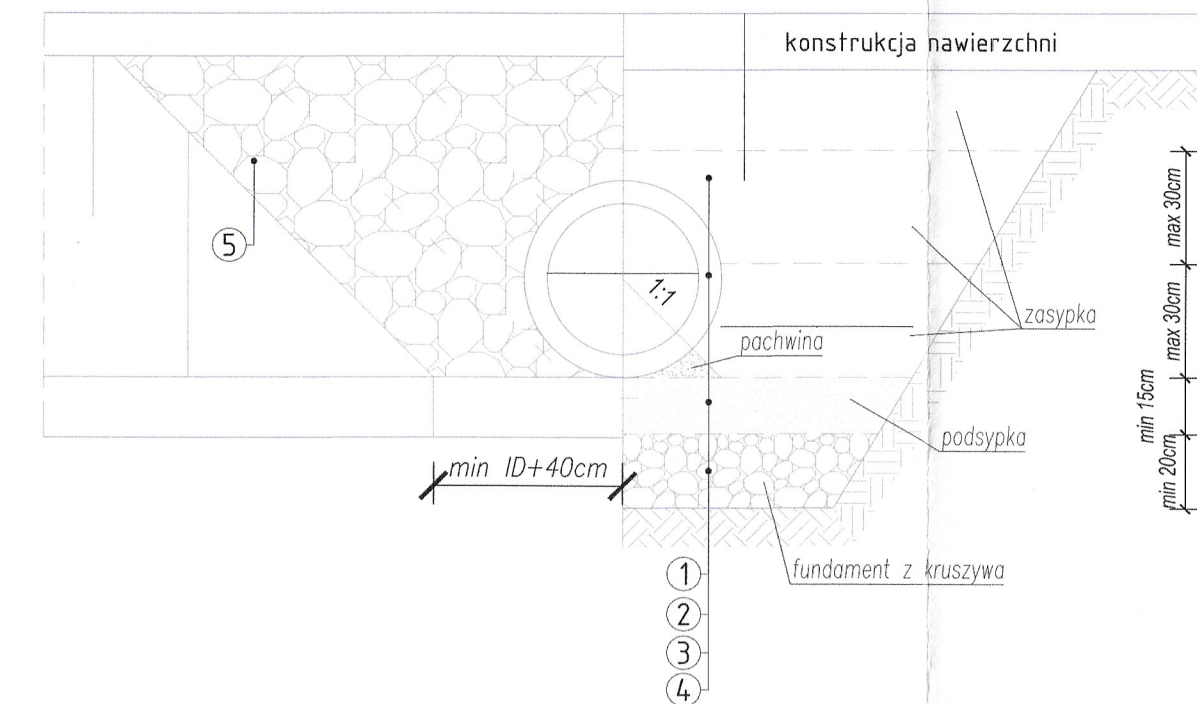 konstrukcja nawierzchni
5
1:1
pachwina
zasypka
max 30cm
max 30cm
min 15cm
min 20cm
podsypka
min ID+40cm
fundament z kruszywa
1
2
3
4